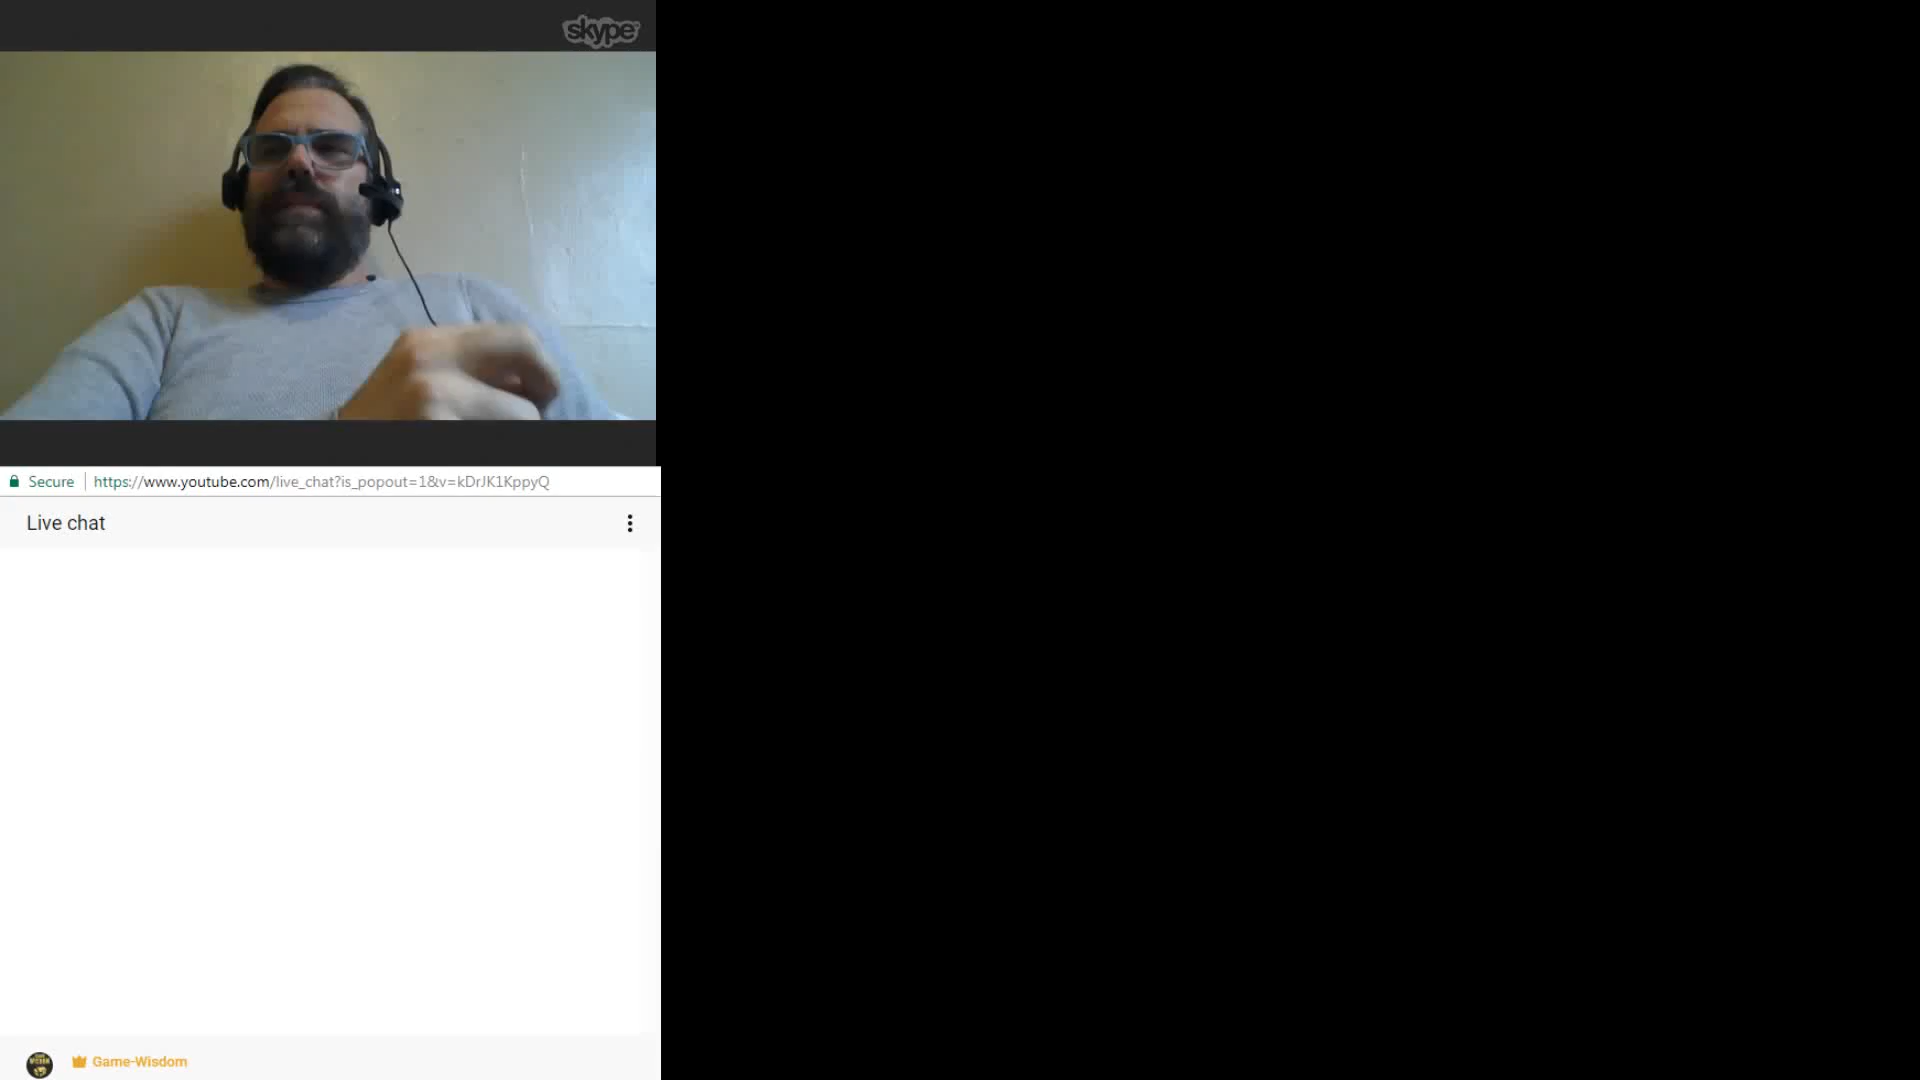 skype
Secure https://www.youtube.com/live_chat?is_popout=1&v=kDrJK1KppyQ
Live chat
Game-Wisdom